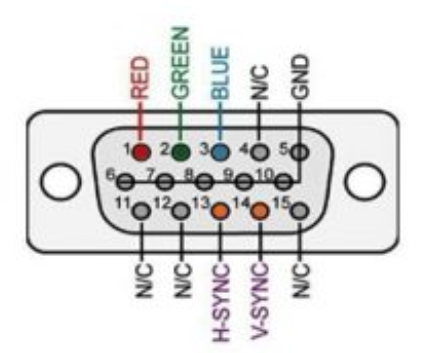 RED
GREEN
BLUE
N/C
GND
1 2 3 4 5
6 7 8 9 10
11 12 13 14 15
N/C
N/C
H-SYNC
V-SYNC
N/C